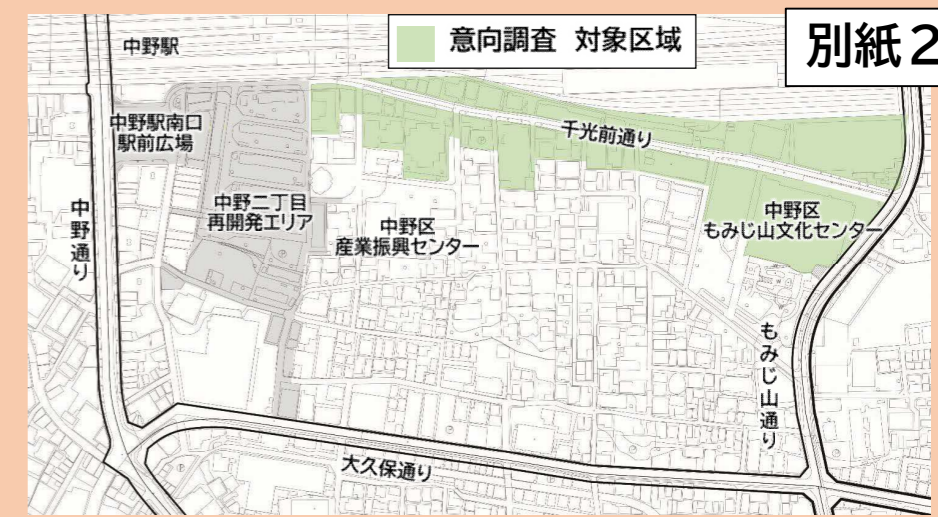 別紙2
意向調査 対象区域
中野駅
中野駅南口
駅前広場
千光前通り
中野二丁目
再開発エリア
中野区
産業振興センター
中野区
もみじ山文化センター
中野通り
もみじ山通り
大久保通り